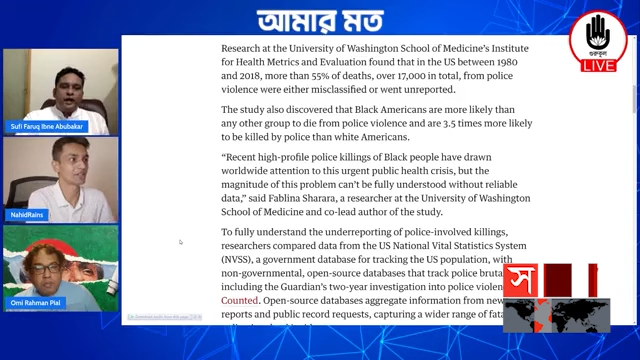 আমার মত
গুরুকুল
LIVE
Sufi Faruq Ibne Abubakar
NahidRains
Omi Rahman Pial
Research at the University of Washington School of Medicine's Institute
for Health Metrics and Evaluation found that in the US between 1980
and 2018, more than 55% of deaths, over 17,000 in total, from police
violence were either misclassified or went unreported.
The study also discovered that Black Americans are more likely than
any other group to die from police violence and are 3.5 times more likely
to be killed by police than white Americans.
“Recent high-profile police killings of Black people have drawn
worldwide attention to this urgent public health crisis, but the
magnitude of this problem can't be fully understood without reliable
data,” said Fablina Sharara, a researcher at the University of Washington
School of Medicine and co-lead author of the study.
To fully understand the underreporting of police-involved killings,
researchers compared data from the US National Vital Statistics System
(NVSS), a government database for tracking the US population, with
non-governmental, open-source databases that track police
including the Guardian's two-year investigation into police
Counted. Open-source databases aggregate information from
reports and public record requests, capturing a wider range of
স